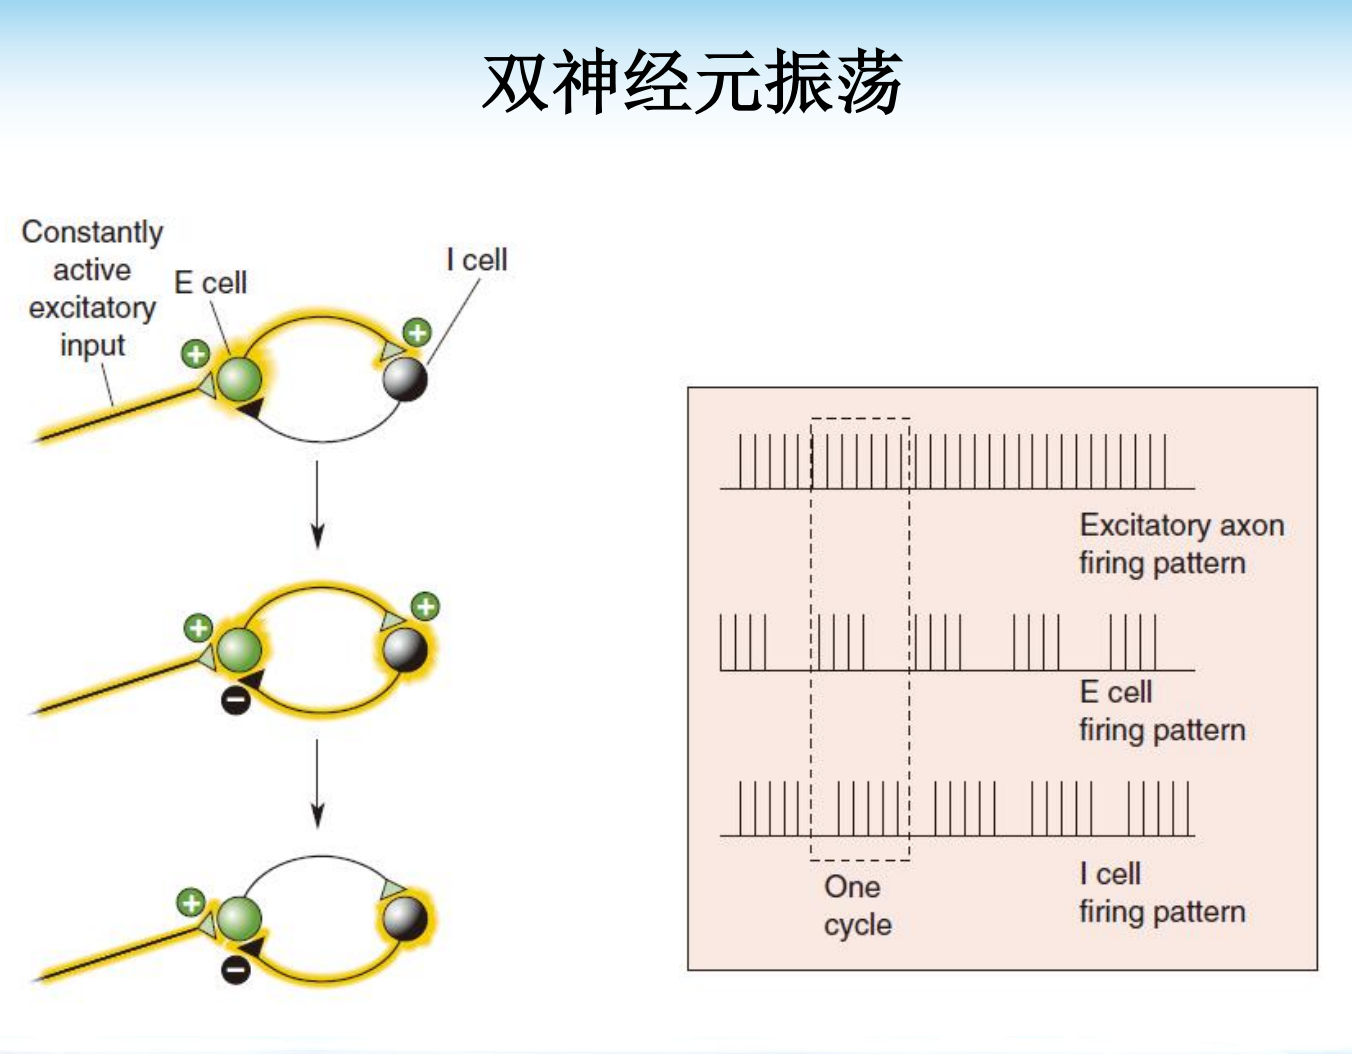 双神经元振荡
Constantly
active
excitatory
input
E cell
I cell
+
+
+
+
−
+
−
Excitatory axon
firing pattern
E cell
firing pattern
I cell
firing pattern
One
cycle